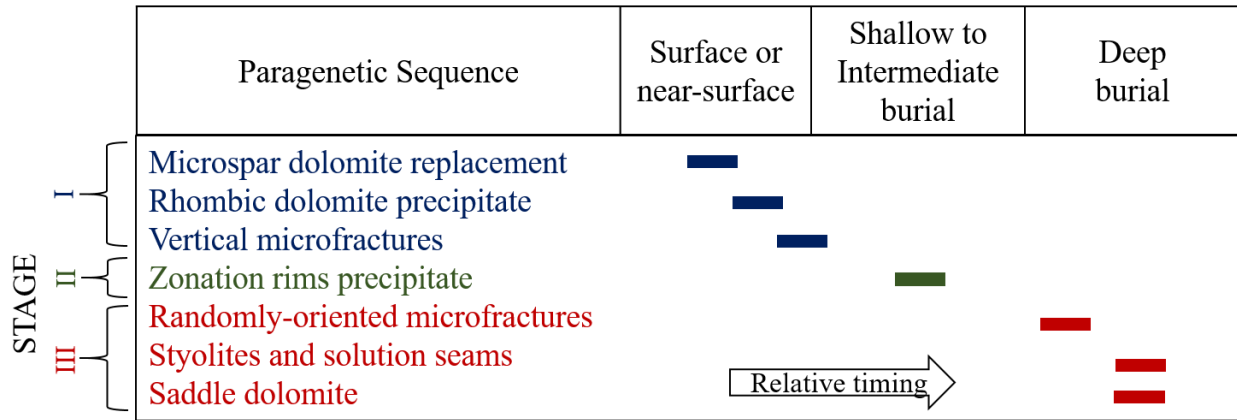 Paragenetic Sequence
Surface or
near-surface
Shallow to
Intermediate
burial
Deep
burial
STAGE
I
Microspar dolomite replacement
Rhombic dolomite precipitate
Vertical microfractures
II
Zonation rims precipitate
III
Randomly-oriented microfractures
Styolites and solution seams
Saddle dolomite
Relative timing